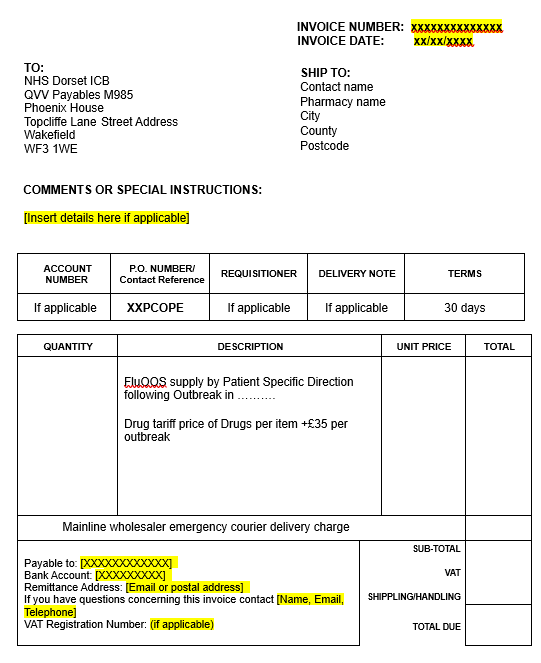 INVOICE NUMBER: xxxxxxxxxxxxxx
INVOICE DATE: xx/xx/xxxx
TO:
NHS Dorset ICB
QVV Payables M985
Phoenix House
Topcliffe Lane Street Address
Wakefield
WF3 1WE
SHIP TO:
Contact name
Pharmacy name
City
County
Postcode
COMMENTS OR SPECIAL INSTRUCTIONS:
[Insert details here if applicable]
ACCOUNT NUMBER
P.O. NUMBER/
Contact Reference
REQUISITIONER
DELIVERY NOTE
TERMS
If applicable
XXPCOPE
If applicable
If applicable
30 days
QUANTITY
DESCRIPTION
UNIT PRICE
TOTAL
FluOOS supply by Patient Specific Direction
following Outbreak in ……….
Drug tariff price of Drugs per item +£35 per
outbreak
Mainline wholesaler emergency courier delivery charge
Payable to: [XXXXXXXXXXXX]
Bank Account: [XXXXXXXXX]
Remittance Address: [Email or postal address]
If you have questions concerning this invoice contact [Name, Email,
Telephone]
VAT Registration Number: (if applicable)
SUB-TOTAL
VAT
SHIPPLING/HANDLING
TOTAL DUE